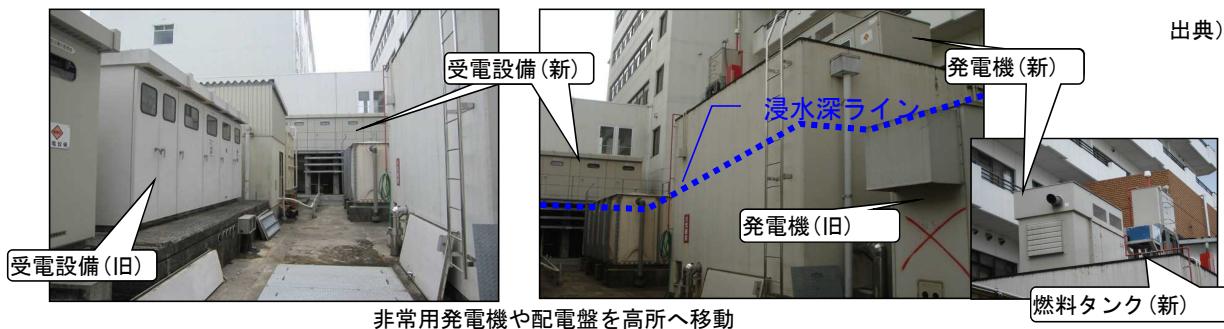 出典)
受電設備(新)
受電設備(旧)
浸水深ライン
発電機(新)
発電機(旧)
燃料タンク(新)
非常用発電機や配電盤を高所へ移動